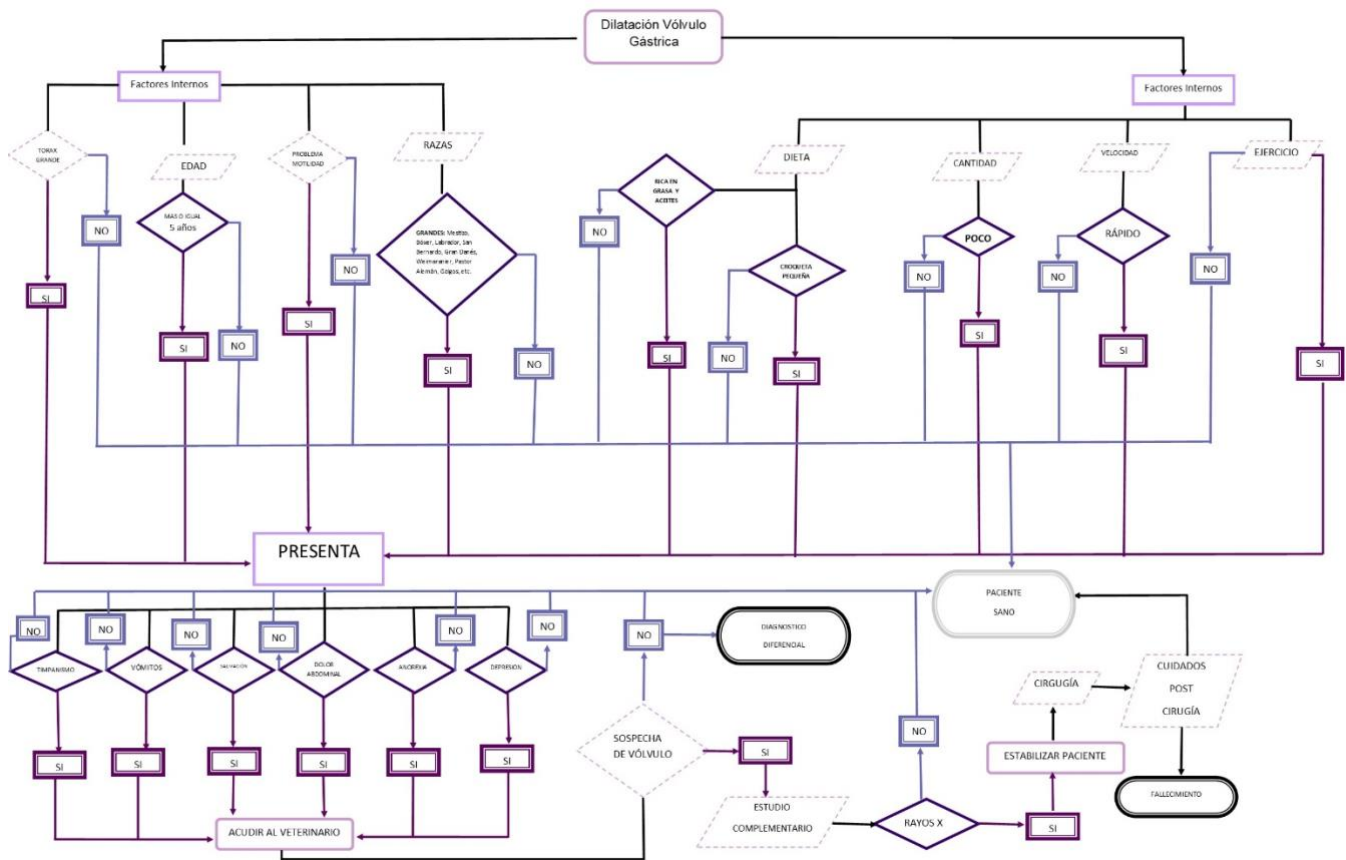 Dilatación Vólvulo
Gástrica
Factores Internos
Factores Internos
TORAX
GRANDE
EDAD
PROBLEMA
MOTILIDAD
RAZAS
DIETA
CANTIDAD
VELOCIDAD
EJERCICIO
MAS O IGUAL
5 años
GRANDES: Mestizo,
Bóxer, Labrador, San
Bernardo, Gran Danés,
Weimaraner, Pastor
Alemán, Galgos, etc.
RICA EN
GRASA Y
ACEITES
CROQUETA
PEQUEÑA
POCO
RÁPIDO
NO
NO
NO
NO
NO
NO
NO
NO
NO
SI
SI
SI
SI
SI
SI
SI
SI
SI
PRESENTA
PACIENTE
SANO
NO
NO
NO
NO
NO
NO
NO
DIAGNOSTICO
DIFERENCIAL
TIMPANISMO
VÓMITOS
SALIVACIÓN
DOLOR
ABDOMINAL
ANOREXIA
DEPRESION
SOSPECHA
DE VÓLVULO
NO
CIRGUGÍA
CUIDADOS
POST
CIRUGÍA
SI
SI
SI
SI
SI
SI
SI
ESTABILIZAR PACIENTE
FALLECIMIENTO
ESTUDIO
COMPLEMENTARIO
RAYOS X
SI
ACUDIR AL VETERINARIO